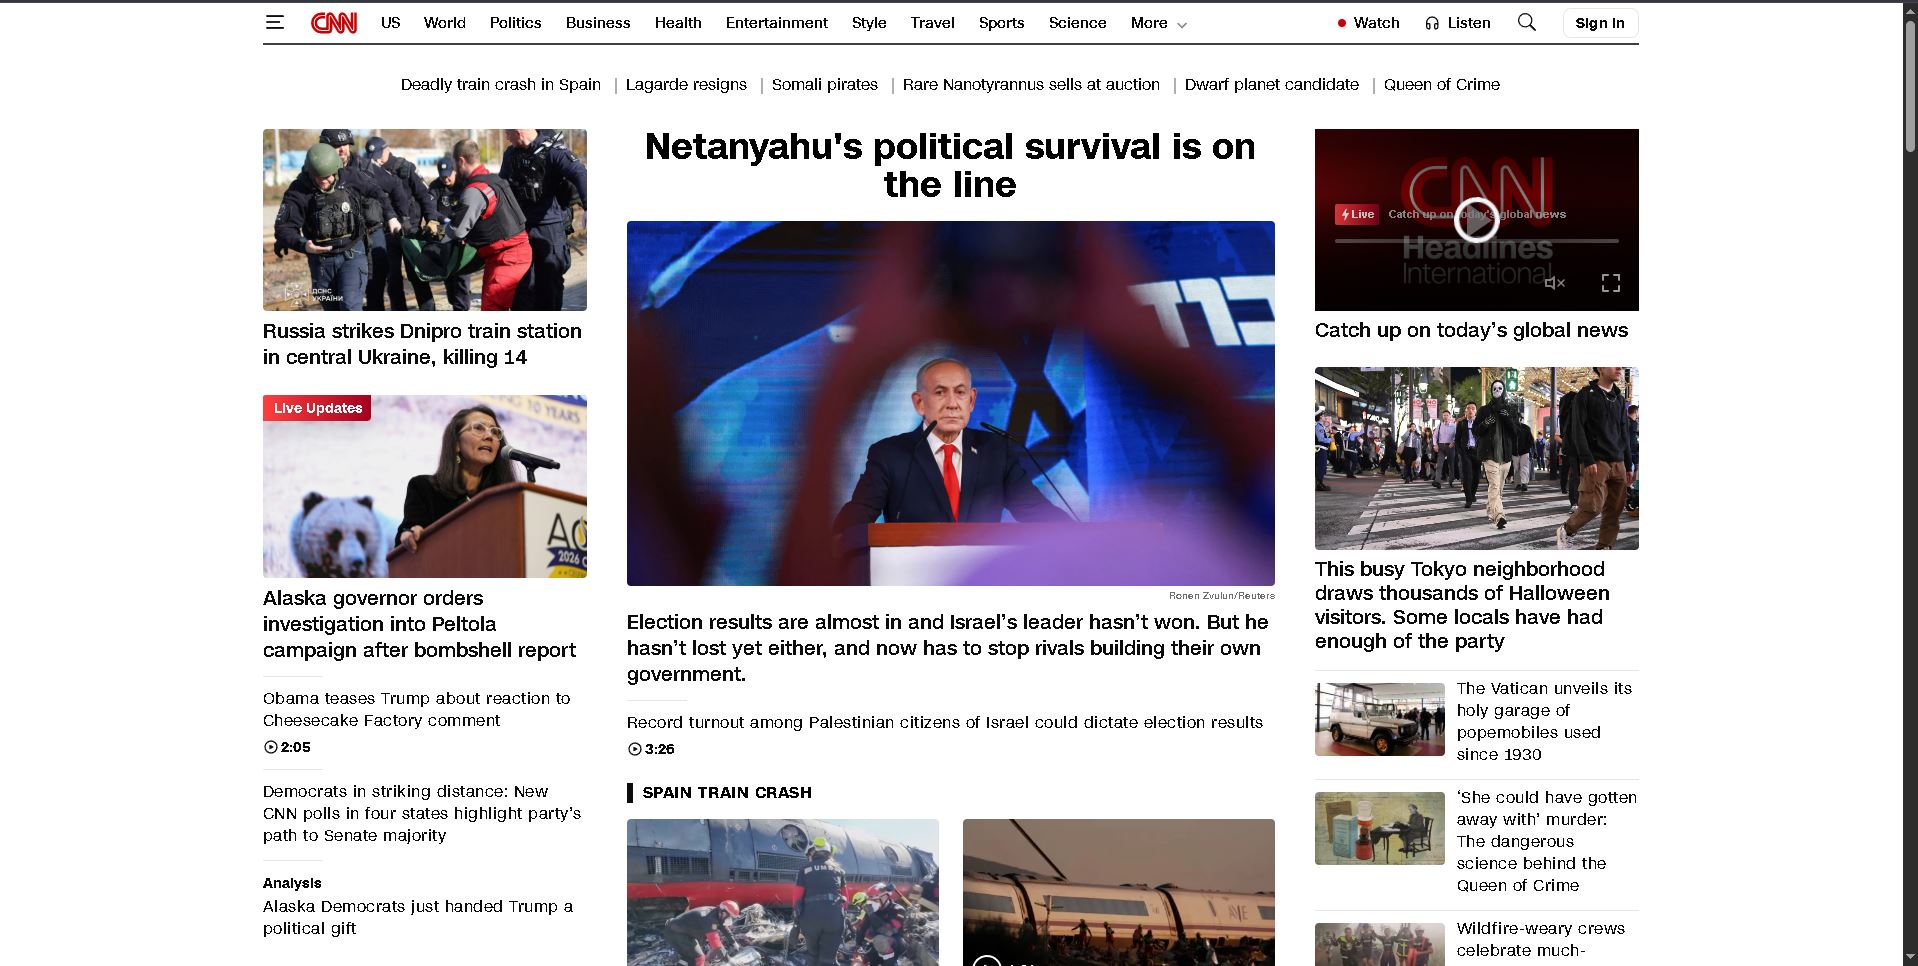 CNN
US World Politics Business Health Entertainment Style Travel Sports Science More
Watch Listen Sign in
Deadly train crash in Spain | Lagarde resigns | Somali pirates | Rare Nanotyrannus sells at auction | Dwarf planet candidate | Queen of Crime
ДСНС
УКРАЇНИ
Russia strikes Dnipro train station
in central Ukraine, killing 14
Live Updates
2026
Alaska governor orders
investigation into Peltola
campaign after bombshell report
Obama teases Trump about reaction to
Cheesecake Factory comment
2:05
Democrats in striking distance: New
CNN polls in four states highlight party’s
path to Senate majority
Analysis
Alaska Democrats just handed Trump a
political gift
Netanyahu's political survival is on
the line
Ronen Zvulun/Reuters
Election results are almost in and Israel’s leader hasn’t won. But he
hasn’t lost yet either, and now has to stop rivals building their own
government.
Record turnout among Palestinian citizens of Israel could dictate election results
3:26
SPAIN TRAIN CRASH
CNN
Live Catch up on today's global news
Headlines
International
Catch up on today’s global news
This busy Tokyo neighborhood
draws thousands of Halloween
visitors. Some locals have had
enough of the party
The Vatican unveils its
holy garage of
popemobiles used
since 1930
‘She could have gotten
away with’ murder:
The dangerous
science behind the
Queen of Crime
Wildfire-weary crews
celebrate much-